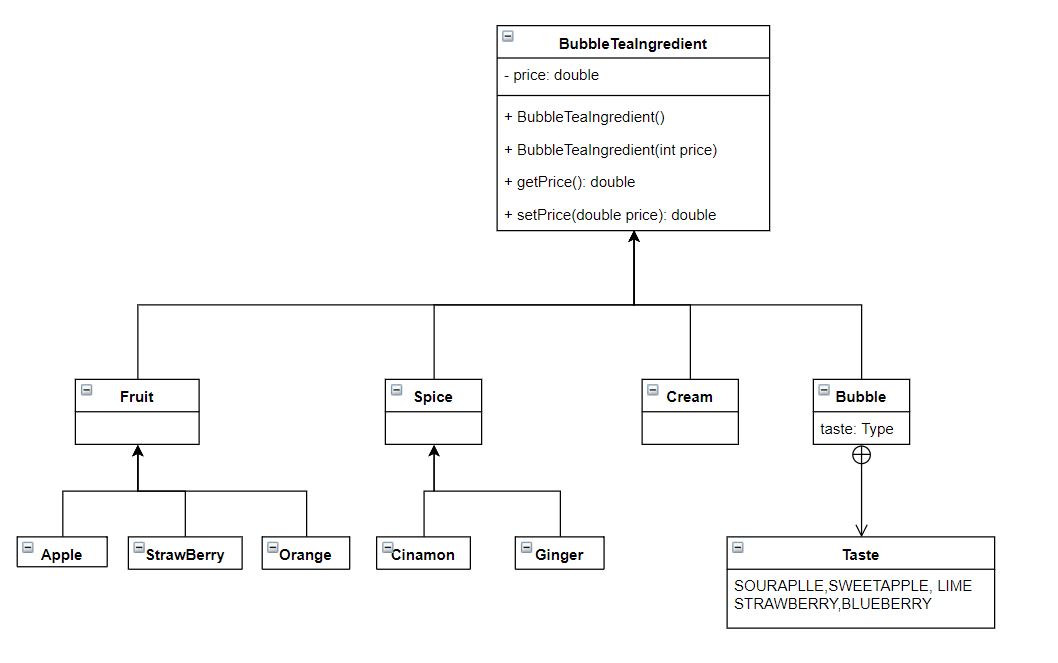 BubbleTeaIngredient
- price: double
+ BubbleTeaIngredient()
+ BubbleTeaIngredient(int price)
+ getPrice(): double
+ setPrice(double price): double
Fruit
Spice
Cream
Bubble
taste: Type
Apple
StrawBerry
Orange
Cinamon
Ginger
Taste
SOURAPLLE,SWEETAPPLE, LIME
STRAWBERRY,BLUEBERRY